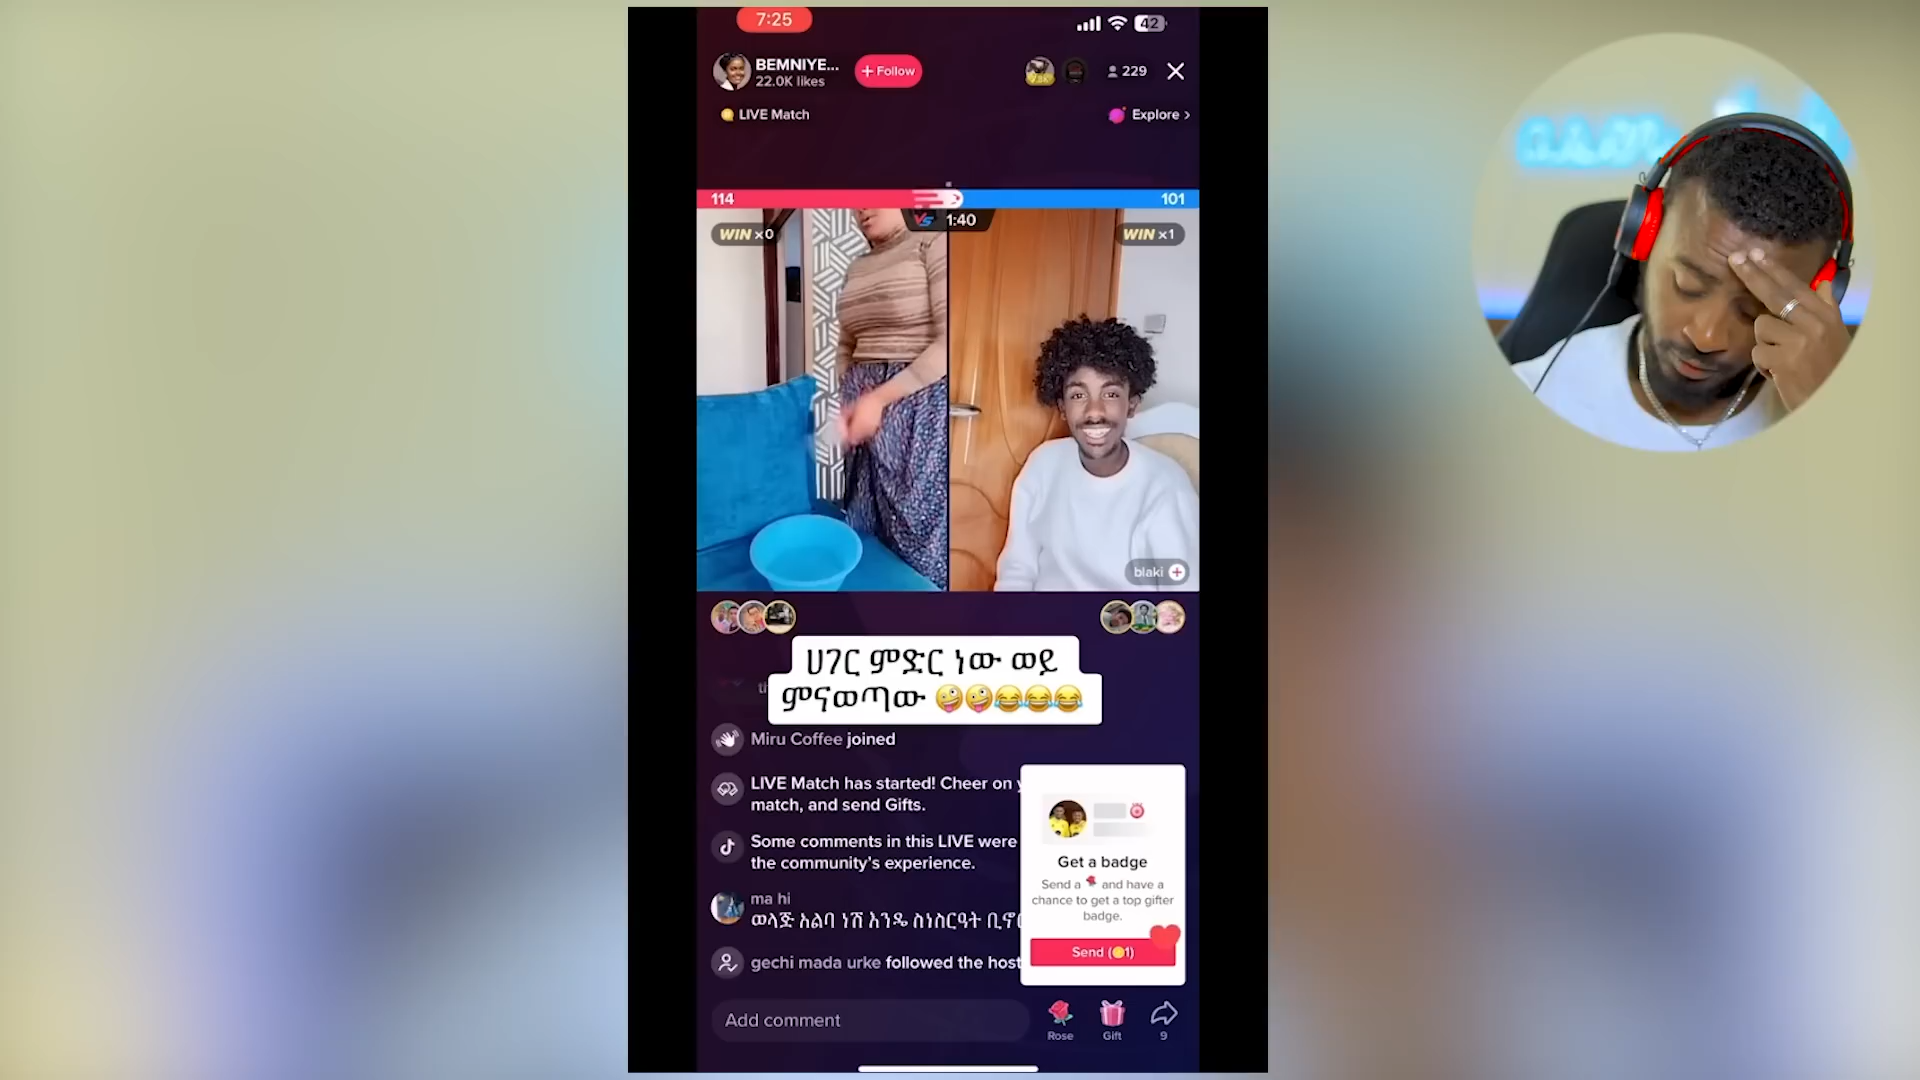 7:25
42
BEMNIYE...
22.0K likes
+ Follow
229
LIVE Match
Explore >
114
101
VS 1:40
WIN x0
WIN x1
blaki
ሀገር ምድር ነው ወይ
ምናወጣው 🤪🤪😂😂😂
Miru Coffee joined
LIVE Match has started! Cheer on
match, and send Gifts.
Some comments in this LIVE were
the community's experience.
ma hi
ወላጅ አልባ ነሽ እንዴ ስነስርዓት
gechi mada urke followed the host
Get a badge
Send a 🌹 and have a
chance to get a top gifter
badge.
Send (1)
Add comment
Rose
Gift
9